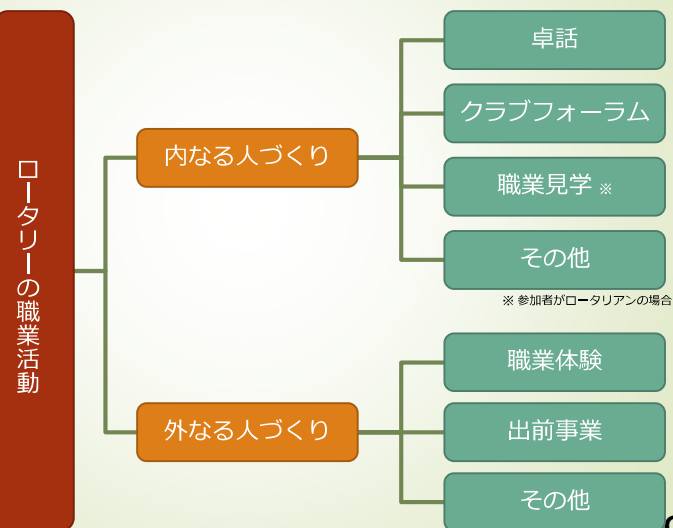 ロータリーの職業活動
内なる人づくり
卓話
クラブフォーラム
職業見学 ※
その他
※ 参加者がロータリアンの場合
外なる人づくり
職業体験
出前事業
その他